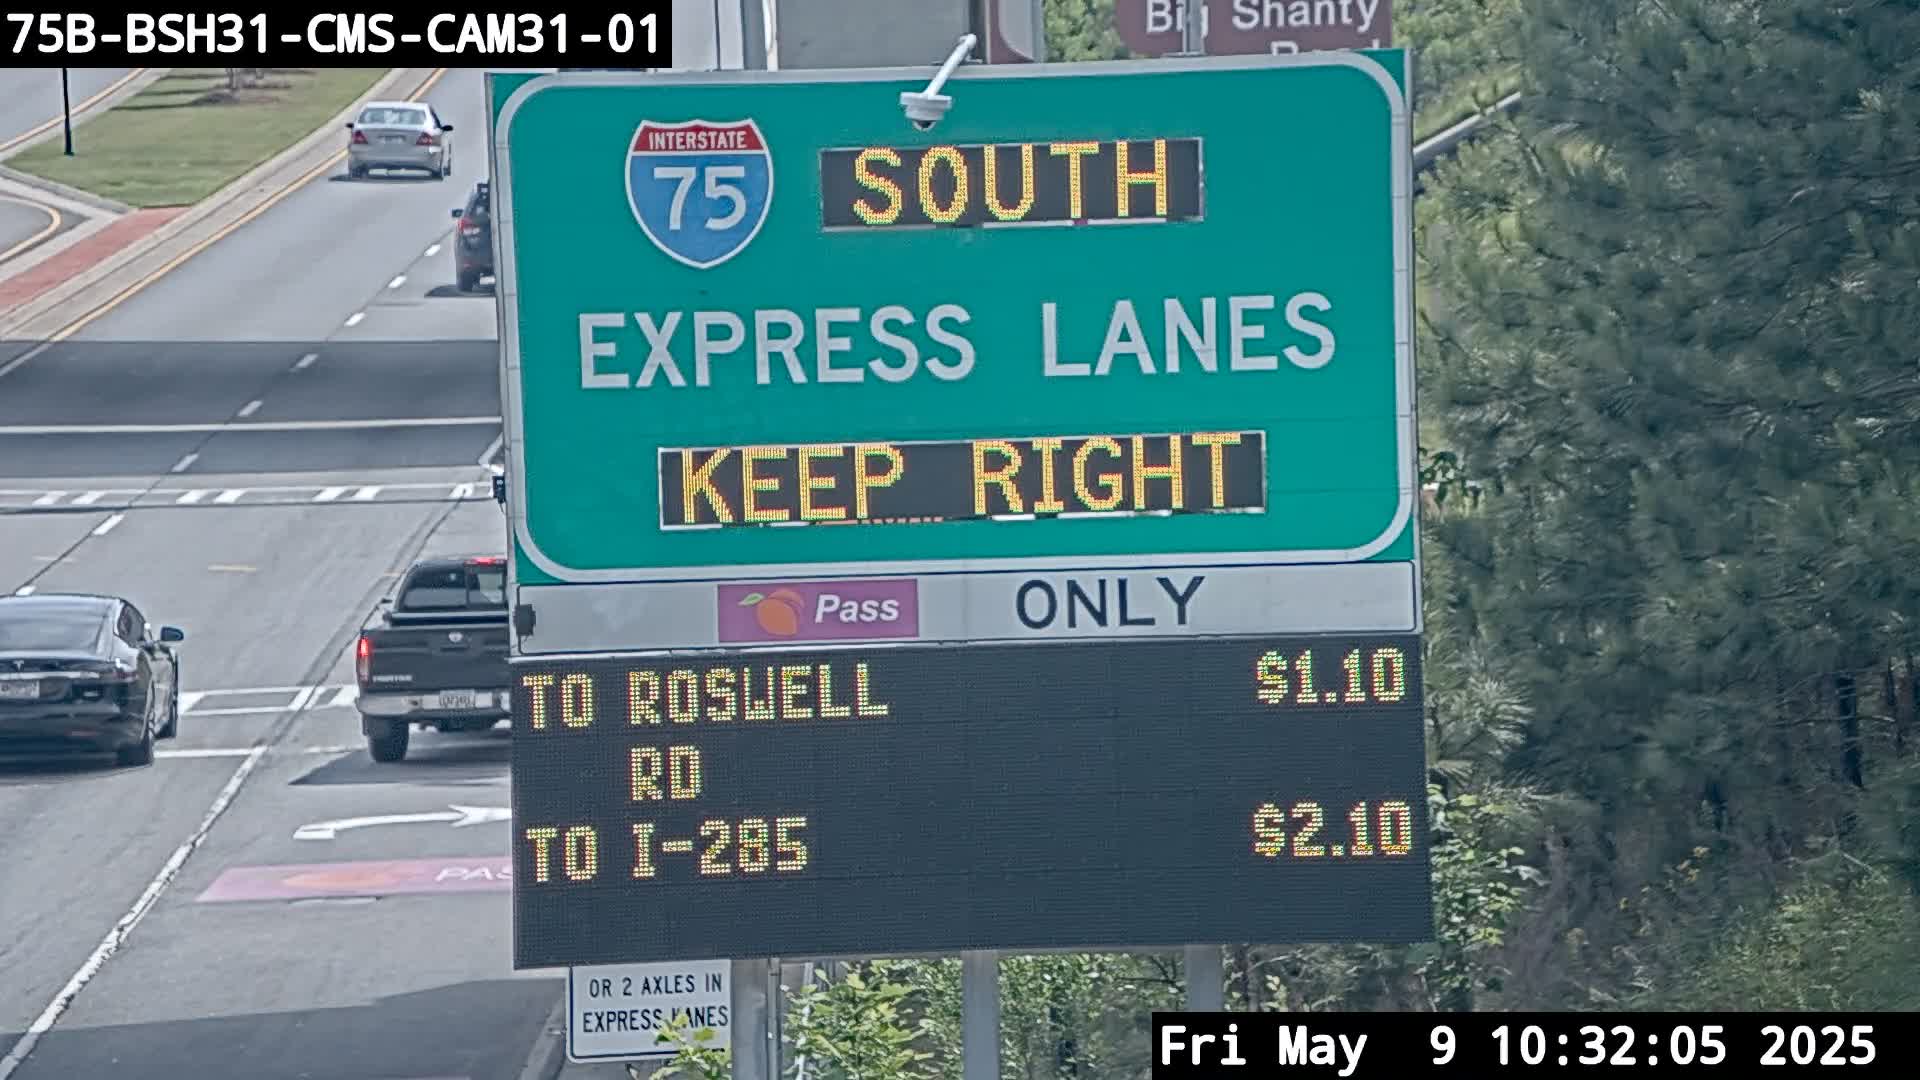 75B-BSH31-CMS-CAM31-01
Big Shanty
Road
INTERSTATE
75
SOUTH
EXPRESS LANES
KEEP RIGHT
Pass
ONLY
TO ROSWELL $1.10
RD
TO I-285 $2.10
PAS
OR 2 AXLES IN
EXPRESS LANES
Fri May 9 10:32:05 2025